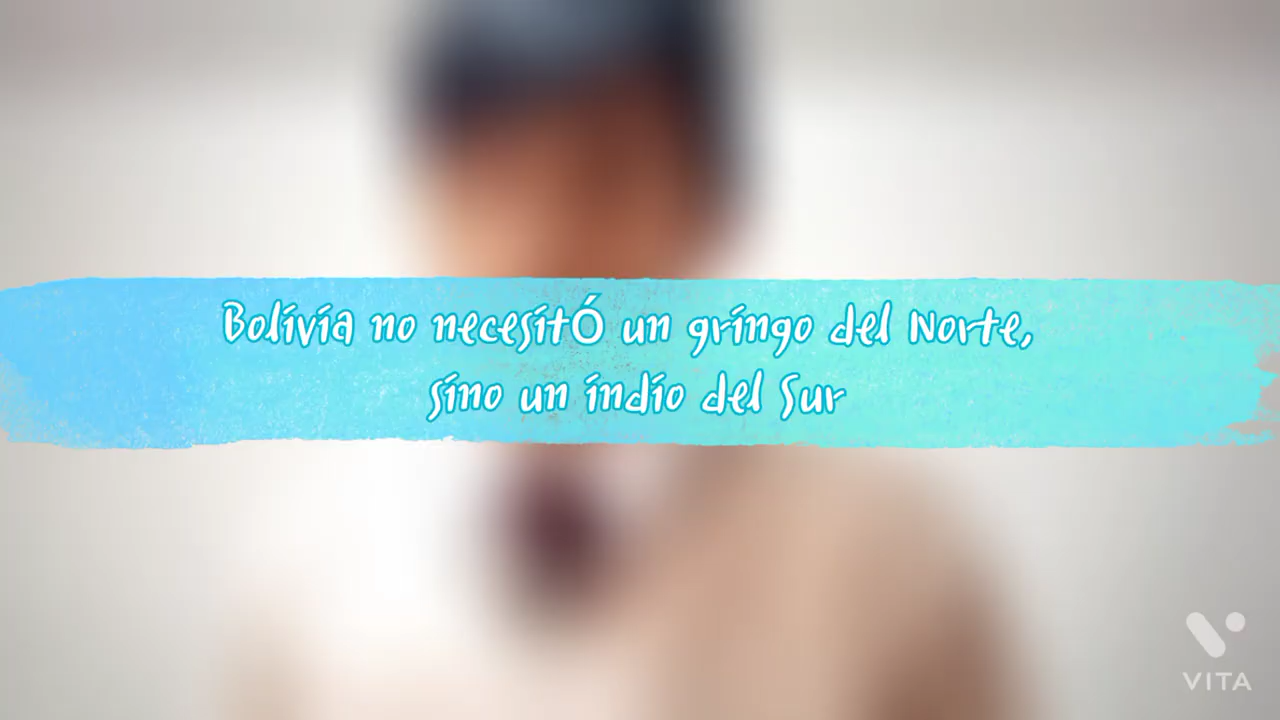 Bolivia no necesitÓ un gringo del Norte,
sino un indio del Sur
VITA